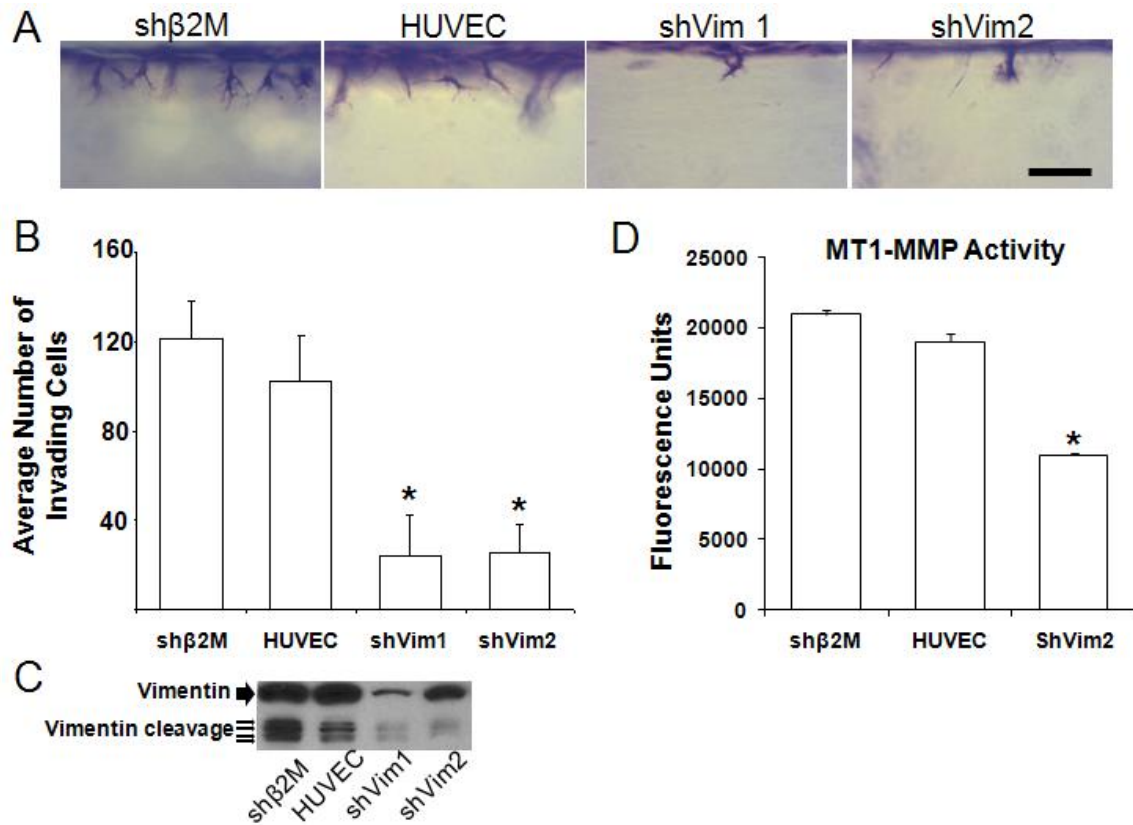 A
shβ2M
HUVEC
shVim 1
shVim2
B
Average Number of
Invading Cells
160
120
80
40
shβ2M
HUVEC
shVim1
shVim2
*
*
C
Vimentin
Vimentin cleavage
shβ2M
HUVEC
shVim1
shVim2
D
MT1-MMP Activity
Fluorescence Units
25000
20000
15000
10000
5000
0
*
shβ2M
HUVEC
ShVim2